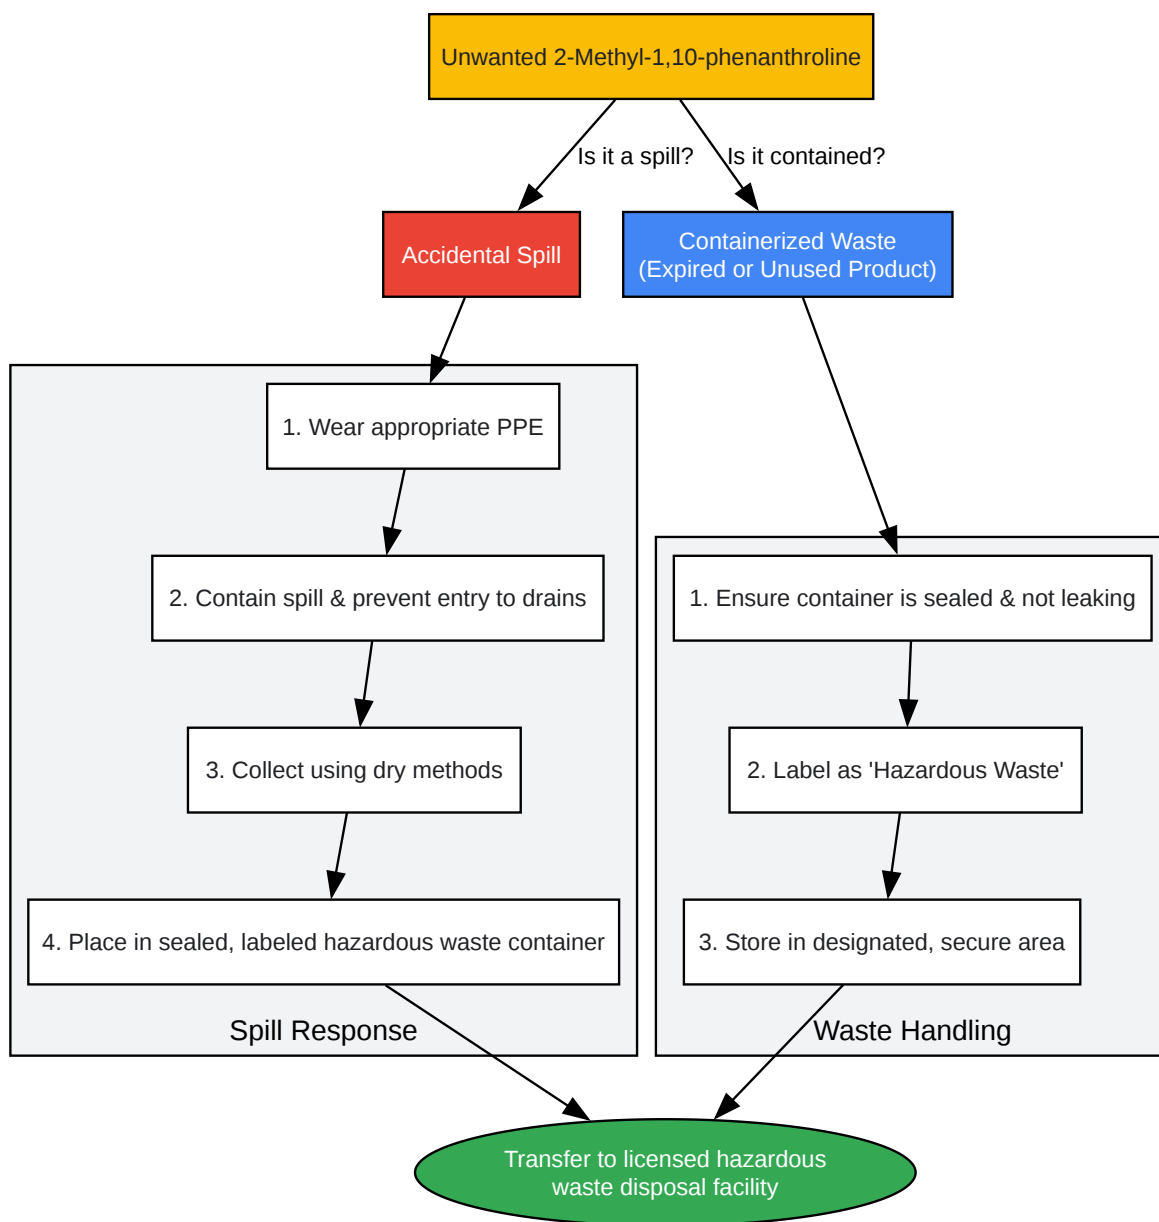 Unwanted 2-Methyl-1,10-phenanthroline
Is it a spill?
Is it contained?
Accidental Spill
Containerized Waste
(Expired or Unused Product)
1. Wear appropriate PPE
2. Contain spill & prevent entry to drains
3. Collect using dry methods
4. Place in sealed, labeled hazardous waste container
Spill Response
1. Ensure container is sealed & not leaking
2. Label as 'Hazardous Waste'
3. Store in designated, secure area
Waste Handling
Transfer to licensed hazardous
waste disposal facility